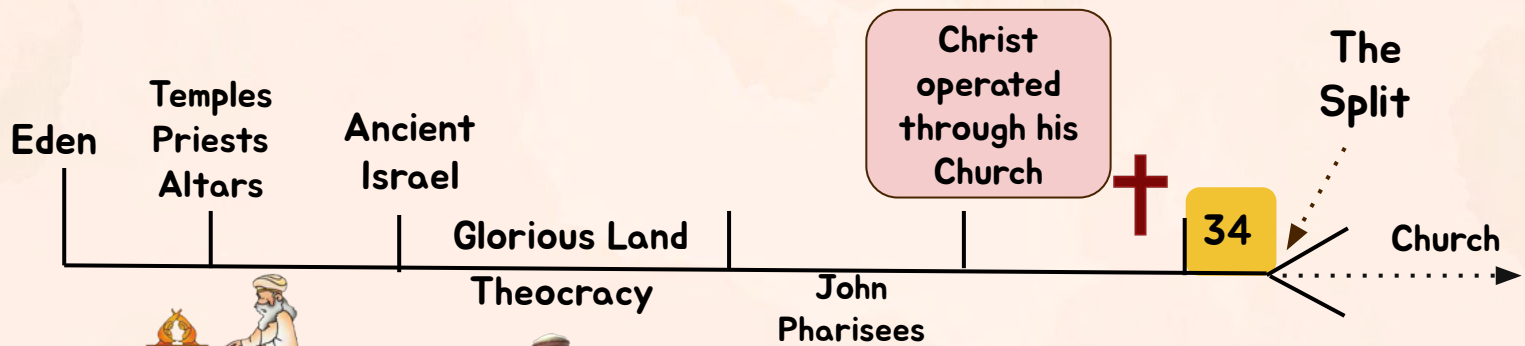 Eden
Temples
Priests
Altars
Ancient
Israel
Glorious Land
Theocracy
John
Pharisees
Christ
operated
through his
Church
34
The
Split
Church